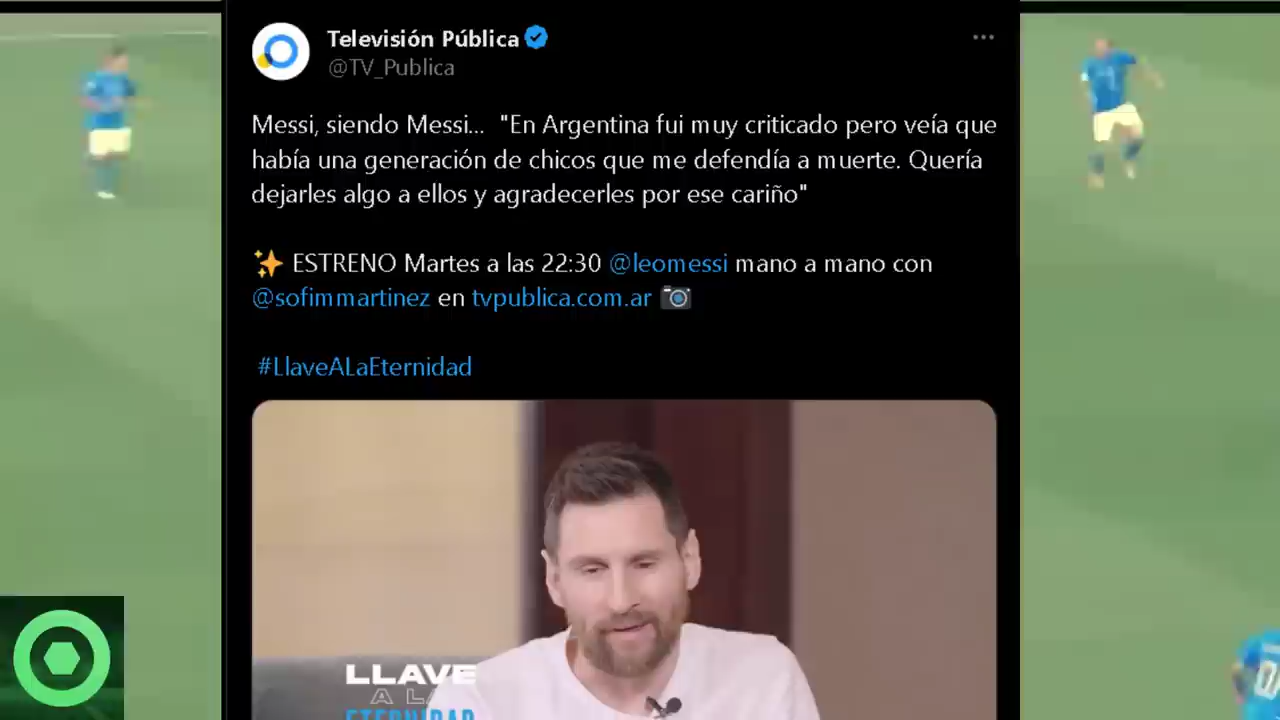 Televisión Pública
@TV_Publica
Messi, siendo Messi... "En Argentina fui muy criticado pero veía que
había una generación de chicos que me defendía a muerte. Quería
dejarles algo a ellos y agradecerles por ese cariño"
✨ ESTRENO Martes a las 22:30 @leomessi mano a mano con
@sofimmartinez en tvpublica.com.ar 📷
#LlaveALaEternidad
LLAVE
A LA
ETERNIDAD